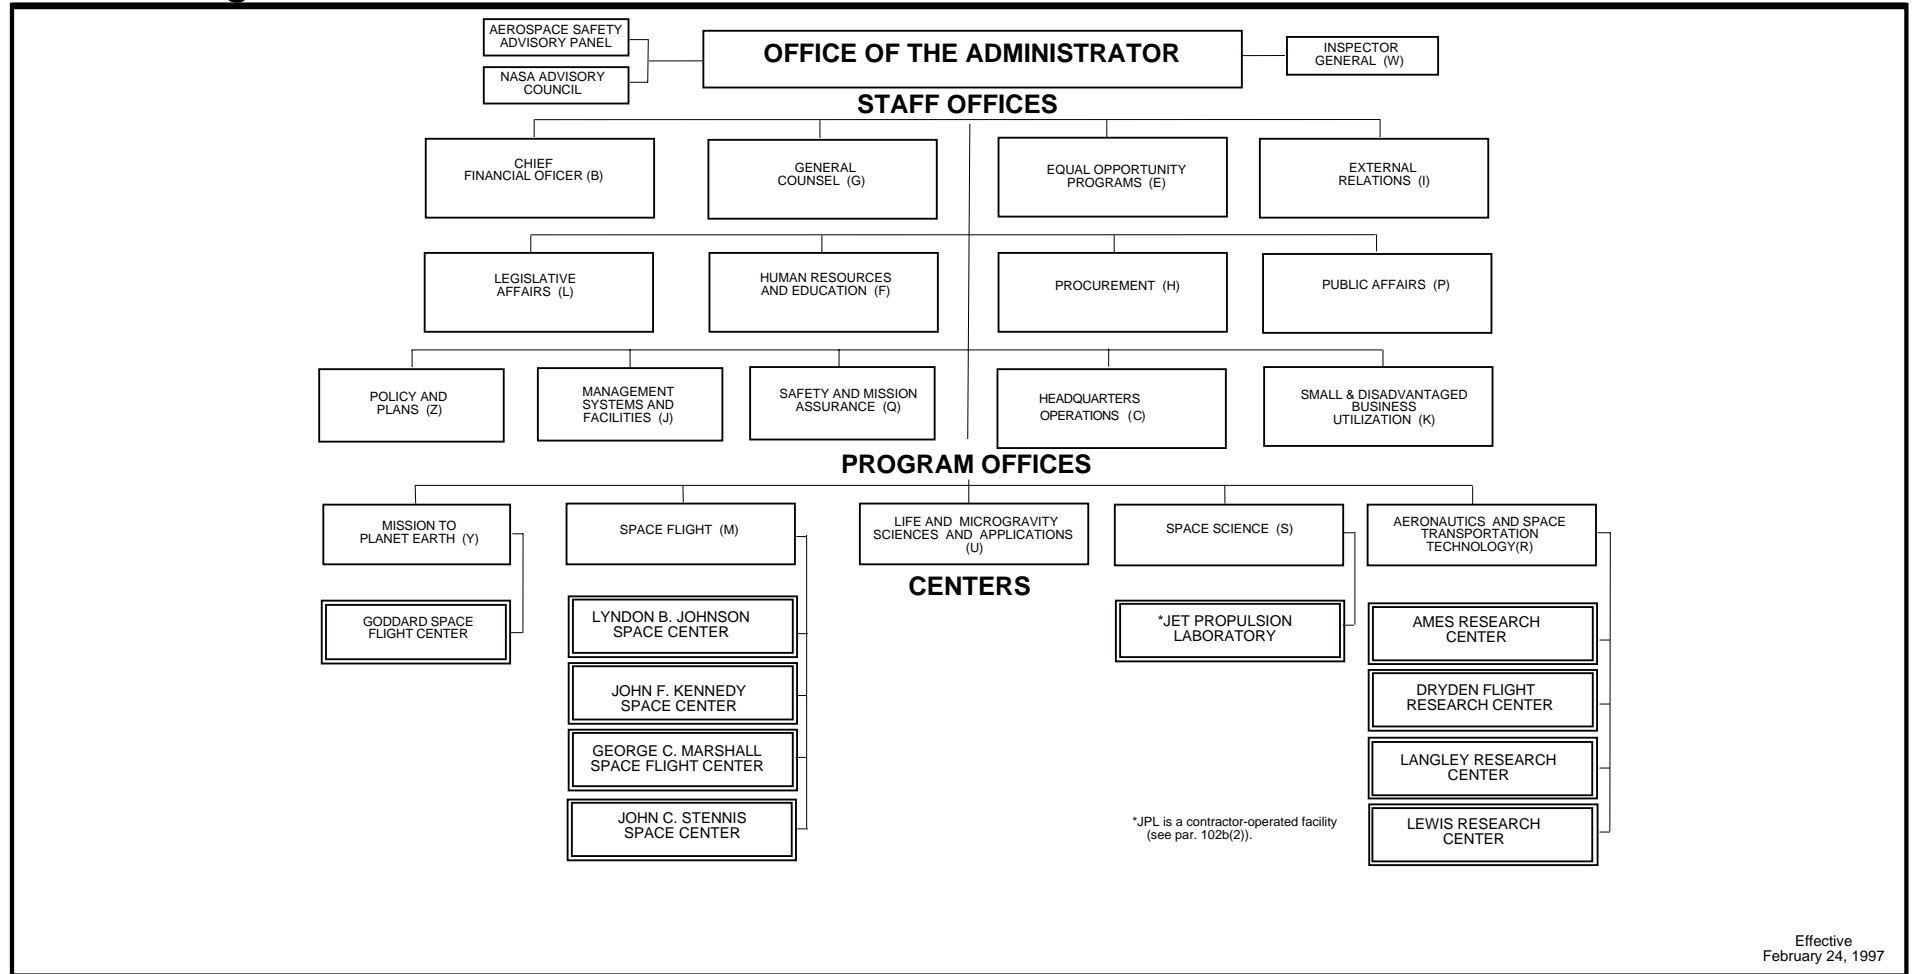 AEROSPACE SAFETY
ADVISORY PANEL
NASA ADVISORY
COUNCIL
OFFICE OF THE ADMINISTRATOR
INSPECTOR
GENERAL (W)
STAFF OFFICES
CHIEF
FINANCIAL OFICER (B)
GENERAL
COUNSEL (G)
EQUAL OPPORTUNITY
PROGRAMS (E)
EXTERNAL
RELATIONS (I)
LEGISLATIVE
AFFAIRS (L)
HUMAN RESOURCES
AND EDUCATION (F)
PROCUREMENT (H)
PUBLIC AFFAIRS (P)
POLICY AND
PLANS (Z)
MANAGEMENT
SYSTEMS AND
FACILITIES (J)
SAFETY AND MISSION
ASSURANCE (Q)
HEADQUARTERS
OPERATIONS (C)
SMALL & DISADVANTAGED
BUSINESS
UTILIZATION (K)
PROGRAM OFFICES
MISSION TO
PLANET EARTH (Y)
SPACE FLIGHT (M)
LIFE AND MICROGRAVITY
SCIENCES AND APPLICATIONS
(U)
SPACE SCIENCE (S)
AERONAUTICS AND SPACE
TRANSPORTATION
TECHNOLOGY(R)
CENTERS
GODDARD SPACE
FLIGHT CENTER
LYNDON B. JOHNSON
SPACE CENTER
JOHN F. KENNEDY
SPACE CENTER
GEORGE C. MARSHALL
SPACE FLIGHT CENTER
JOHN C. STENNIS
SPACE CENTER
*JET PROPULSION
LABORATORY
AMES RESEARCH
CENTER
DRYDEN FLIGHT
RESEARCH CENTER
LANGLEY RESEARCH
CENTER
LEWIS RESEARCH
CENTER
*JPL is a contractor-operated facility
(see par. 102b(2)).
Effective
February 24, 1997